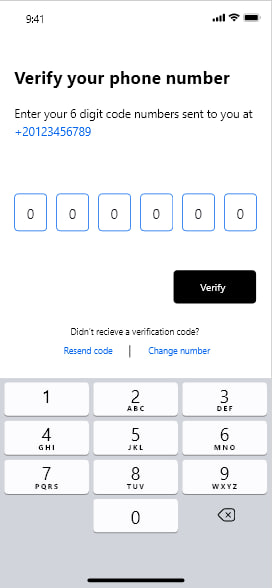 9:41
Verify your phone number
Enter your 6 digit code numbers sent to you at
+20123456789
0 0 0 0 0 0
Verify
Didn't recieve a verification code?
Resend code | Change number
1 2 3
ABC DEF
4 5 6
GHI JKL MNO
7 8 9
PQRS TUV WXYZ
0